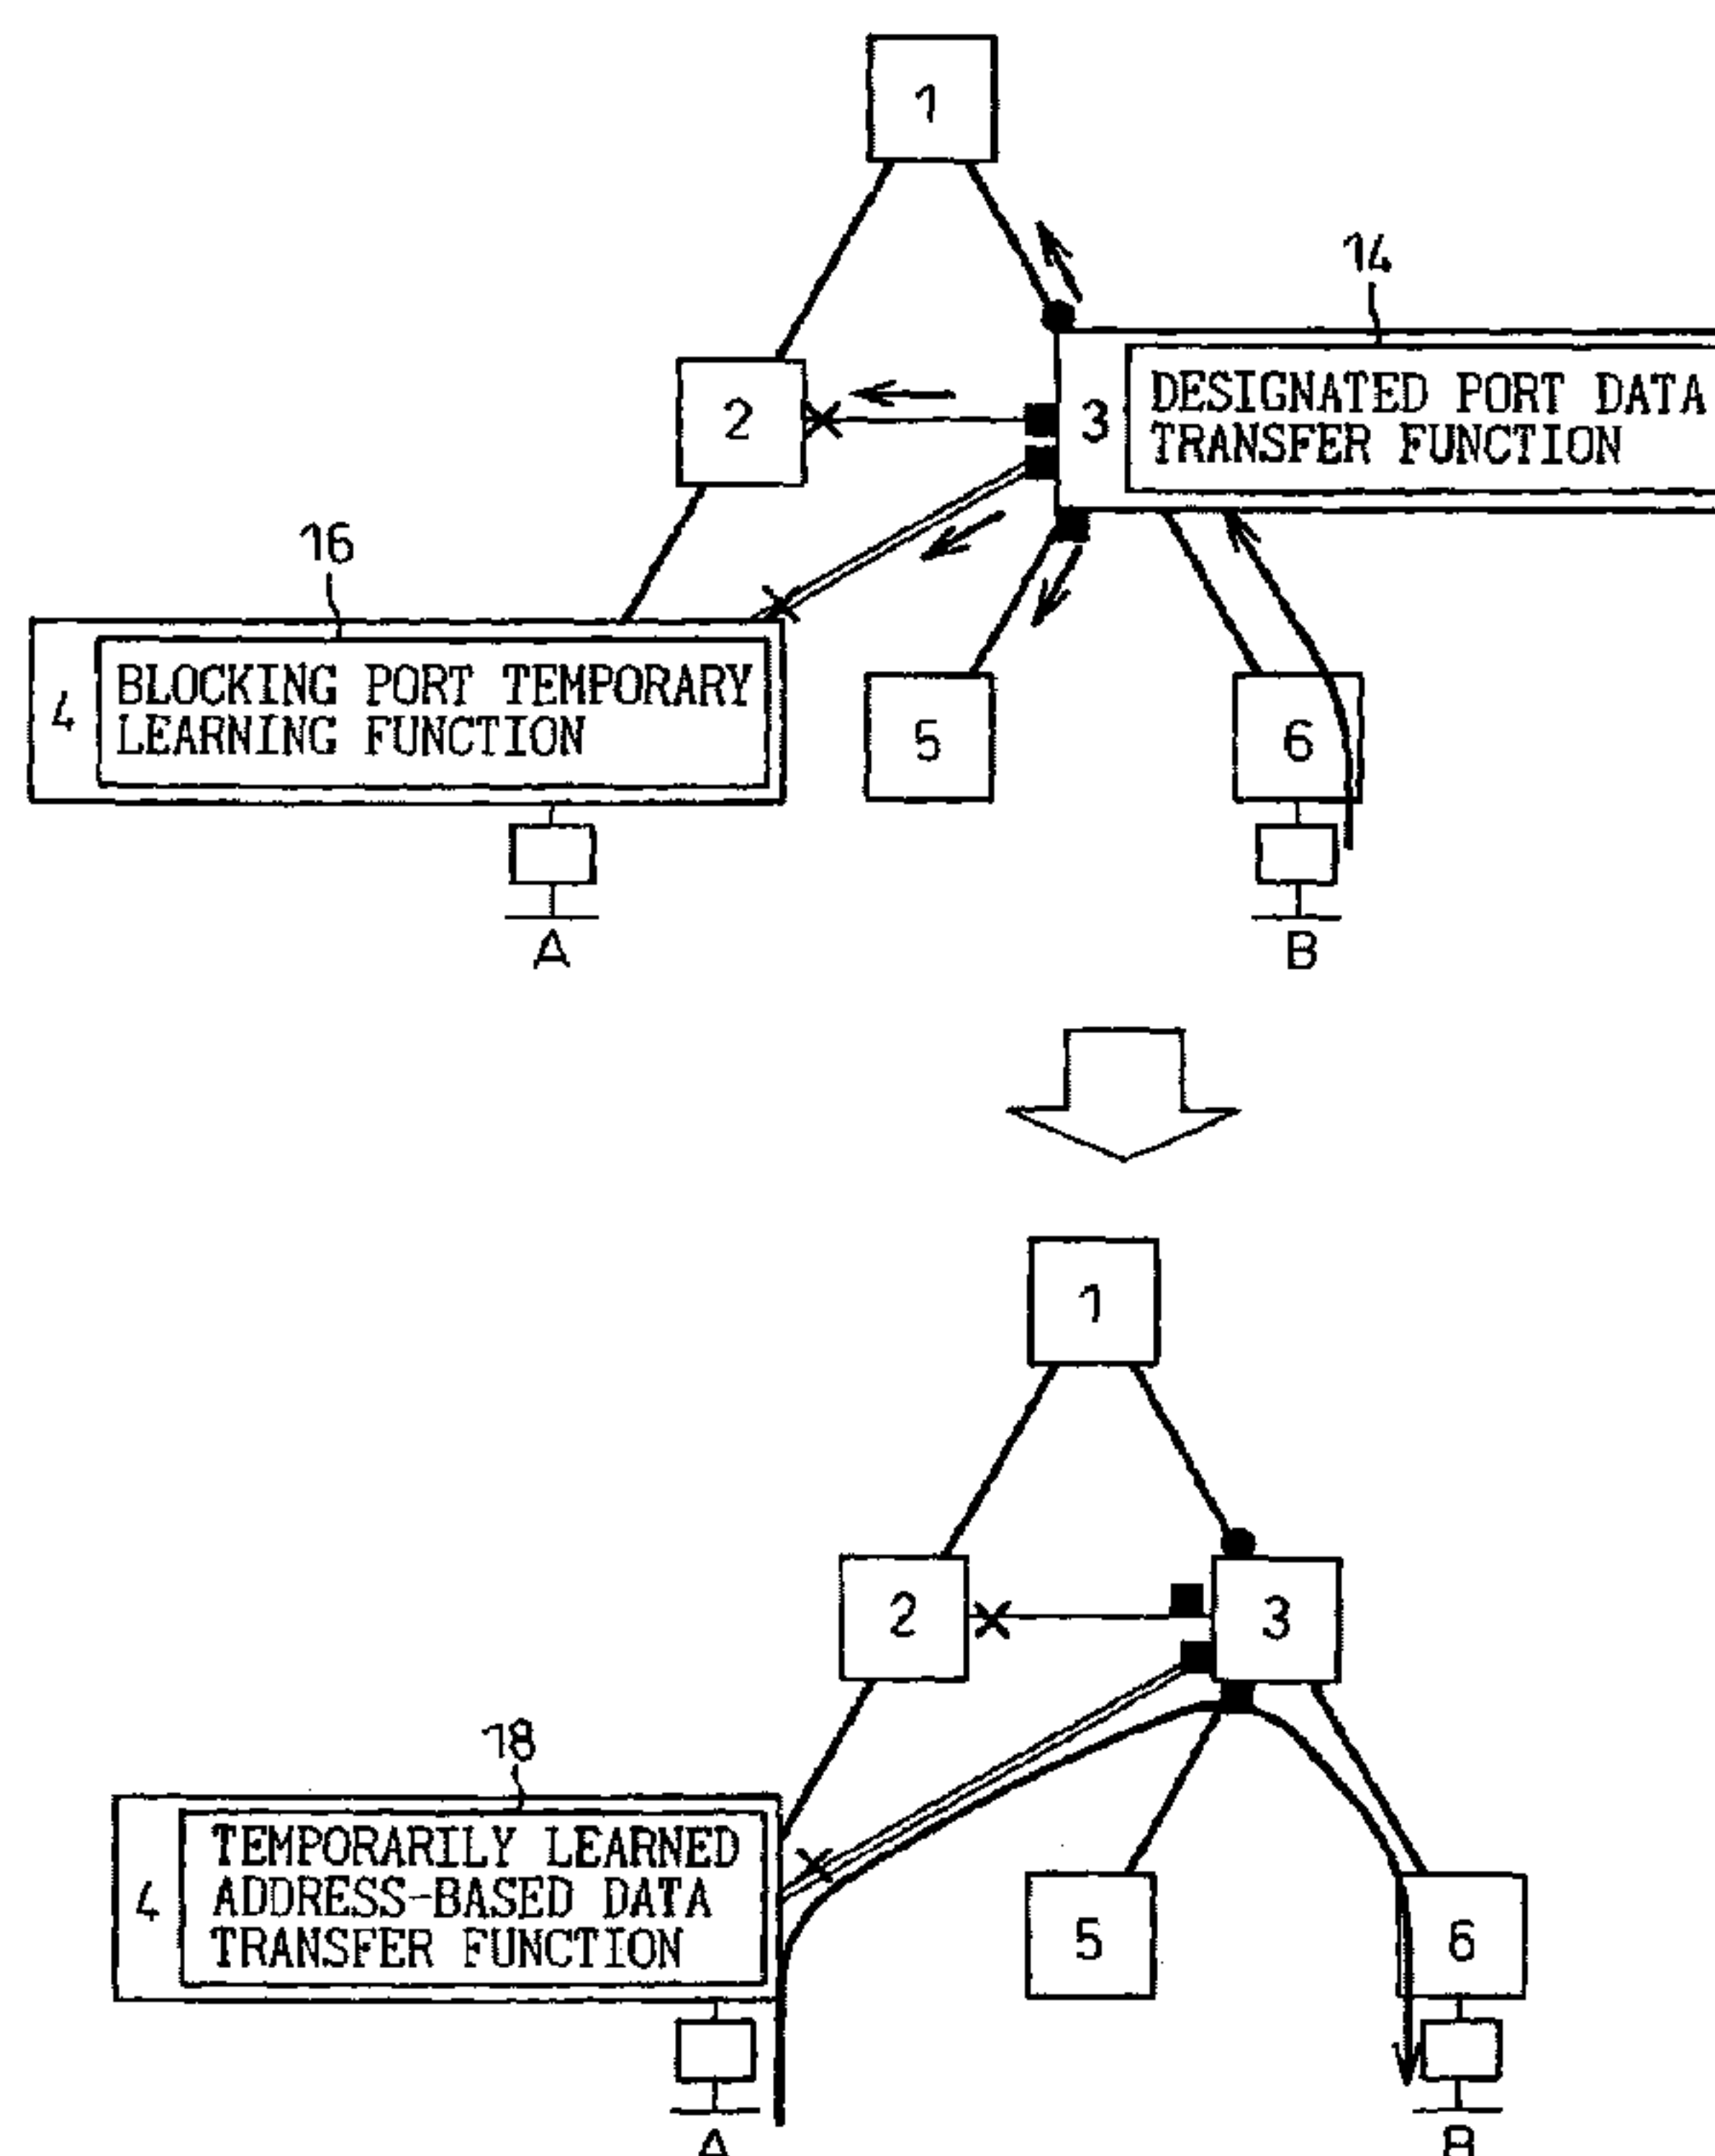 1
14
2
3
DESIGNATED PORT DATA
TRANSFER FUNCTION
16
4
BLOCKING PORT TEMPORARY
LEARNING FUNCTION
5
6
A
B
1
2
3
18
4
TEMPORARILY LEARNED
ADDRESS-BASED DATA
TRANSFER FUNCTION
5
6
A
B